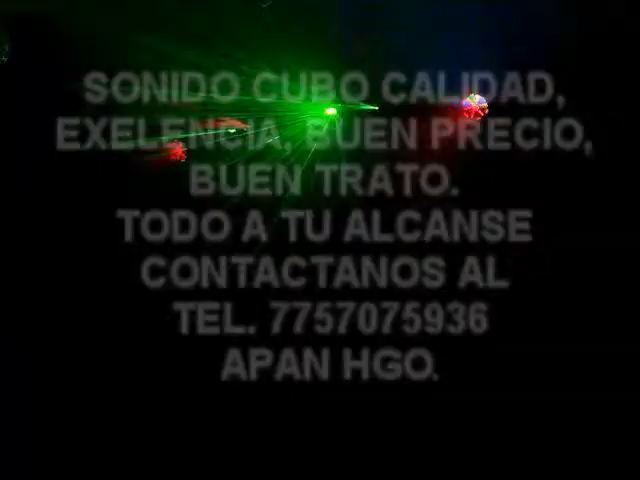 SONIDO CUBO CALIDAD,
EXELENCIA, BUEN PRECIO,
BUEN TRATO.
TODO A TU ALCANSE
CONTACTANOS AL
TEL. 7757075936
APAN HGO.